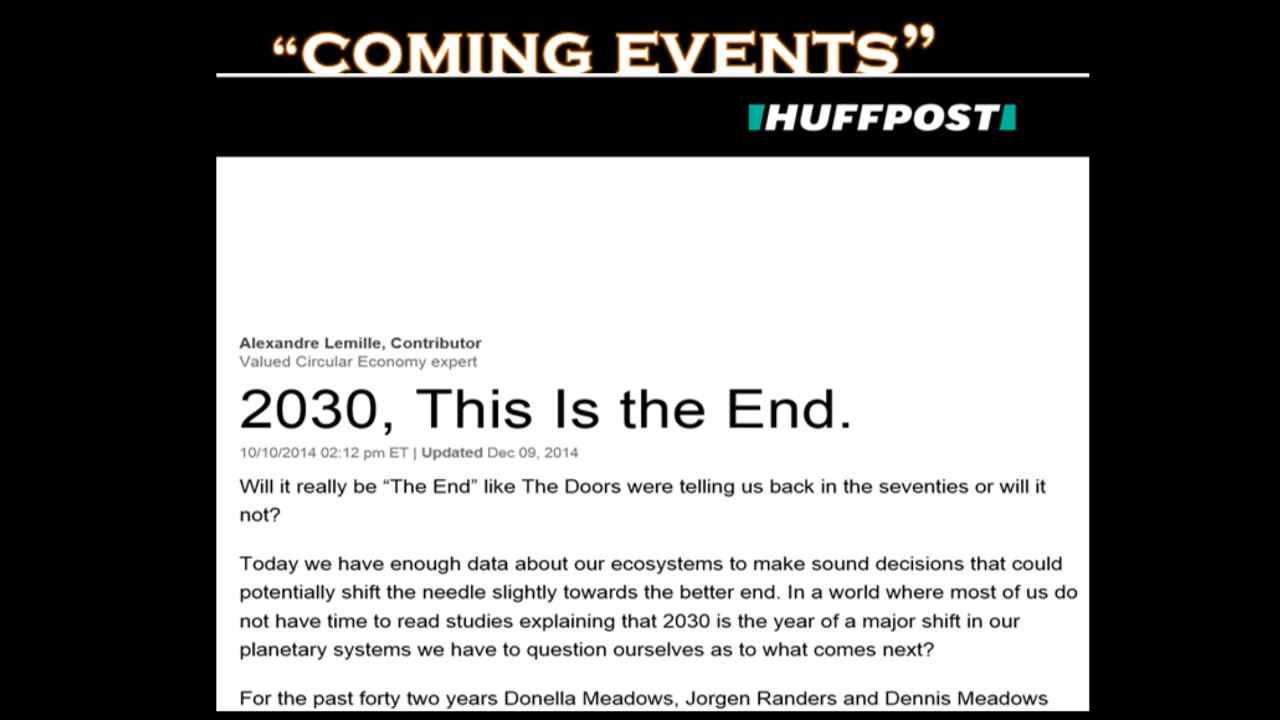 “COMING EVENTS”
HUFFPOST
Alexandre Lemille, Contributor
Valued Circular Economy expert
2030, This Is the End.
10/10/2014 02:12 pm ET | Updated Dec 09, 2014
Will it really be “The End” like The Doors were telling us back in the seventies or will it
not?
Today we have enough data about our ecosystems to make sound decisions that could
potentially shift the needle slightly towards the better end. In a world where most of us do
not have time to read studies explaining that 2030 is the year of a major shift in our
planetary systems we have to question ourselves as to what comes next?
For the past forty two years Donella Meadows, Jorgen Randers and Dennis Meadows